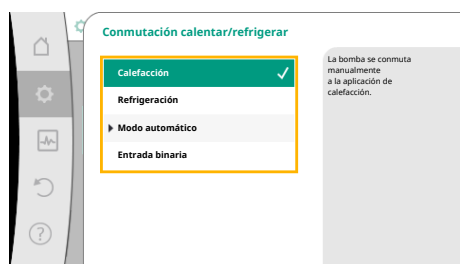 Conmutación calentar/refrigerar
Calefacción
Refrigeración
Modo automático
Entrada binaria
La bomba se conmuta
manualmente
a la aplicación de
calefacción.